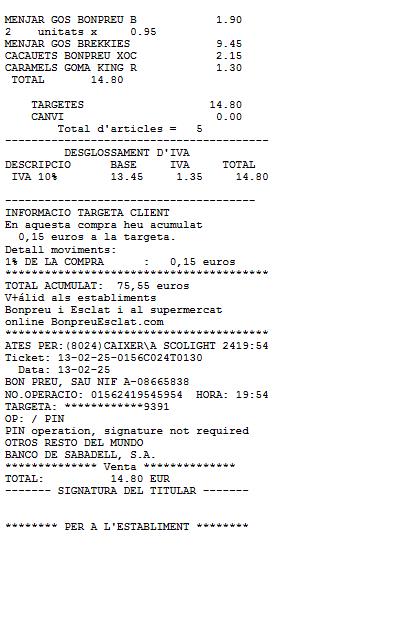 MENJAR GOS BONPREU B            1.90
2    unitats x     0.95
MENJAR GOS BREKKIES             9.45
CACAUETS BONPREU XOC            2.15
CARAMELS GOMA KING R            1.30
 TOTAL       14.80
    TARGETES                   14.80
    CANVI                       0.00
        Total d'articles =   5
----------------------------------------
         DESGLOSSAMENT D'IVA
DESCRIPCIO      BASE     IVA     TOTAL
 IVA 10%        13.45     1.35     14.80
--------------------------------------
INFORMACIO TARGETA CLIENT
En aquesta compra heu acumulat
  0,15 euros a la targeta.
Detall moviments:
1% DE LA COMPRA      :   0,15 euros
****************************************
TOTAL ACUMULAT:  75,55 euros
V+álid als establiments
Bonpreu i Esclat i al supermercat
online BonpreuEsclat.com
****************************************
ATES PER:(8024)CAIXER\A SCOLIGHT 2419:54
Ticket: 13-02-25-0156C024T0130
  Data: 13-02-25
BON PREU, SAU NIF A-08665838
NO.OPERACIO: 01562419545954  HORA: 19:54
TARGETA: ************9391
OP: / PIN
PIN operation, signature not required
OTROS RESTO DEL MUNDO
BANCO DE SABADELL, S.A.
************** Venta **************
TOTAL:          14.80 EUR
------- SIGNATURA DEL TITULAR -------
******** PER A L'ESTABLIMENT ********